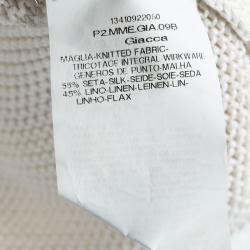 13410922050
P2.MME.GIA.09B
Giacca
MAGLIA-KNITTED FABRIC-
TRICOTAGE INTEGRAL WIRKWARE
GENEROS DE PUNTO-MALHA
55% SETA-SILK-SEIDE-SOIE-SEDA
45% LINO-LINEN-LEINEN-LIN-
LINHO-FLAX